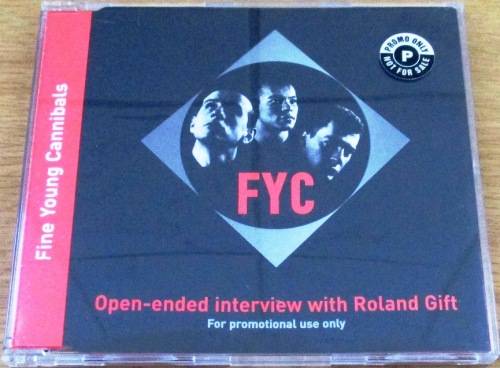 Fine Young Cannibals
PROMO ONLY
P
NOT FOR SALE
FYC
Open-ended interview with Roland Gift
For promotional use only